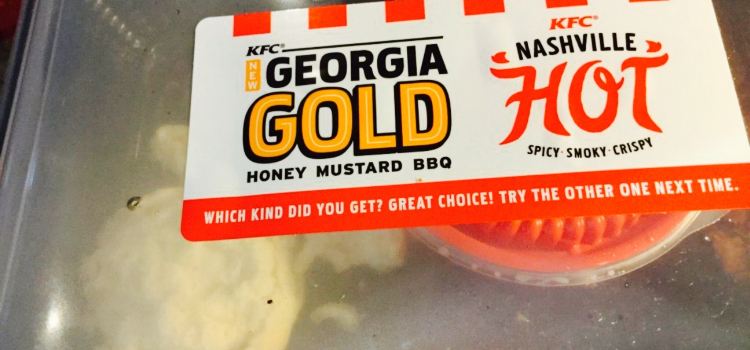 KFC®
NEW
GEORGIA
GOLD
HONEY MUSTARD BBQ
KFC®
NASHVILLE
HOT
SPICY·SMOKY·CRISPY
WHICH KIND DID YOU GET? GREAT CHOICE! TRY THE OTHER ONE NEXT TIME.